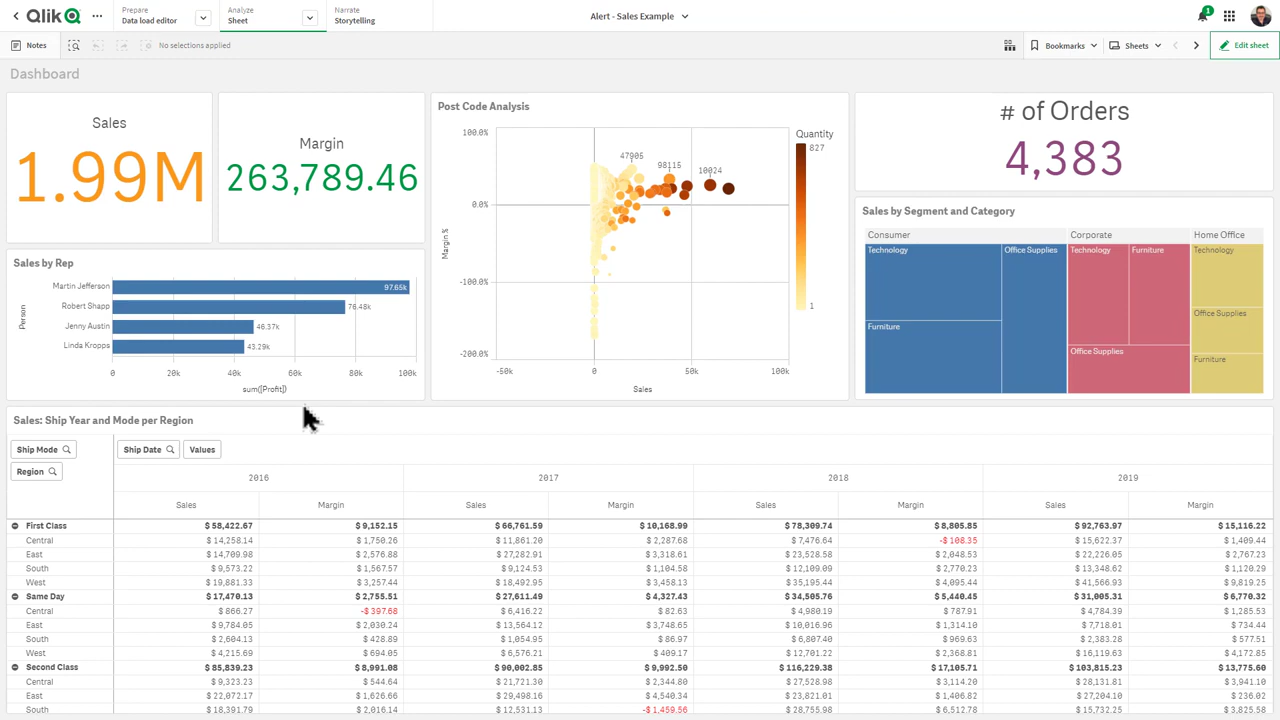 Qlik
Prepare
Data load editor
Analyze
Sheet
Narrate
Storytelling
Alert - Sales Example
1
Notes
No selections applied
Bookmarks
Sheets
Edit sheet
Dashboard
Sales
1.99M
Margin
263,789.46
Post Code Analysis
100.0%
0.0%
-100.0%
-200.0%
Margin %
47905
98115
10024
-50k
0
50k
100k
Sales
Quantity
827
1
# of Orders
4,383
Sales by Rep
Person
Martin Jefferson
97.65k
Robert Shapp
76.48k
Jenny Austin
46.37k
Linda Kropps
43.29k
0
20k
40k
60k
80k
100k
sum([Profit])
Sales by Segment and Category
Consumer
Corporate
Home Office
Technology
Office Supplies
Furniture
Technology
Furniture
Office Supplies
Technology
Office Supplies
Furniture
Sales: Ship Year and Mode per Region
Ship Mode
Region
Ship Date
Values
2016 2017 2018 2019
Sales Margin Sales Margin Sales Margin Sales Margin
First Class $ 58,422.67 $ 9,152.15 $ 66,761.59 $ 10,168.99 $ 78,309.74 $ 8,805.85 $ 92,763.97 $ 15,116.22
Central $ 14,258.14 $ 1,750.26 $ 11,861.20 $ 2,287.68 $ 7,476.64 -$ 108.35 $ 15,622.37 $ 1,409.44
East $ 14,709.98 $ 2,576.88 $ 27,282.91 $ 3,318.61 $ 23,528.58 $ 2,048.53 $ 22,226.05 $ 2,767.23
South $ 9,573.22 $ 1,567.57 $ 9,124.53 $ 1,104.58 $ 12,109.09 $ 2,770.23 $ 13,348.62 $ 1,120.29
West $ 19,881.33 $ 3,257.44 $ 18,492.95 $ 3,458.13 $ 35,195.44 $ 4,095.44 $ 41,566.93 $ 9,819.25
Same Day $ 17,470.13 $ 2,755.51 $ 27,611.49 $ 4,327.43 $ 34,505.76 $ 5,440.45 $ 31,005.31 $ 6,770.32
Central $ 866.27 -$ 397.68 $ 6,416.22 $ 82.63 $ 4,980.19 $ 787.91 $ 4,784.39 $ 1,285.53
East $ 9,784.05 $ 2,030.24 $ 13,564.12 $ 3,748.65 $ 10,016.96 $ 1,314.10 $ 7,718.01 $ 734.44
South $ 2,604.13 $ 428.89 $ 1,054.95 $ 86.97 $ 6,807.40 $ 969.63 $ 2,383.28 $ 577.51
West $ 4,215.69 $ 694.05 $ 6,576.21 $ 409.17 $ 12,701.20 $ 2,368.81 $ 16,119.63 $ 4,172.85
Second Class $ 85,839.23 $ 8,991.08 $ 90,002.85 $ 9,992.50 $ 116,229.38 $ 17,105.71 $ 103,815.23 $ 13,775.60
Central $ 9,323.23 $ 544.64 $ 21,721.30 $ 2,344.80 $ 27,528.98 $ 3,114.20 $ 28,131.81 $ 3,941.10
East $ 22,072.17 $ 1,626.66 $ 29,498.16 $ 4,540.34 $ 23,821.01 $ 1,406.82 $ 27,204.10 $ 236.02
South $ 18,391.79 $ 2,016.14 $ 12,531.13 -$ 1,459.56 $ 28,755.98 $ 6,512.78 $ 15,732.25 $ 3,825.58